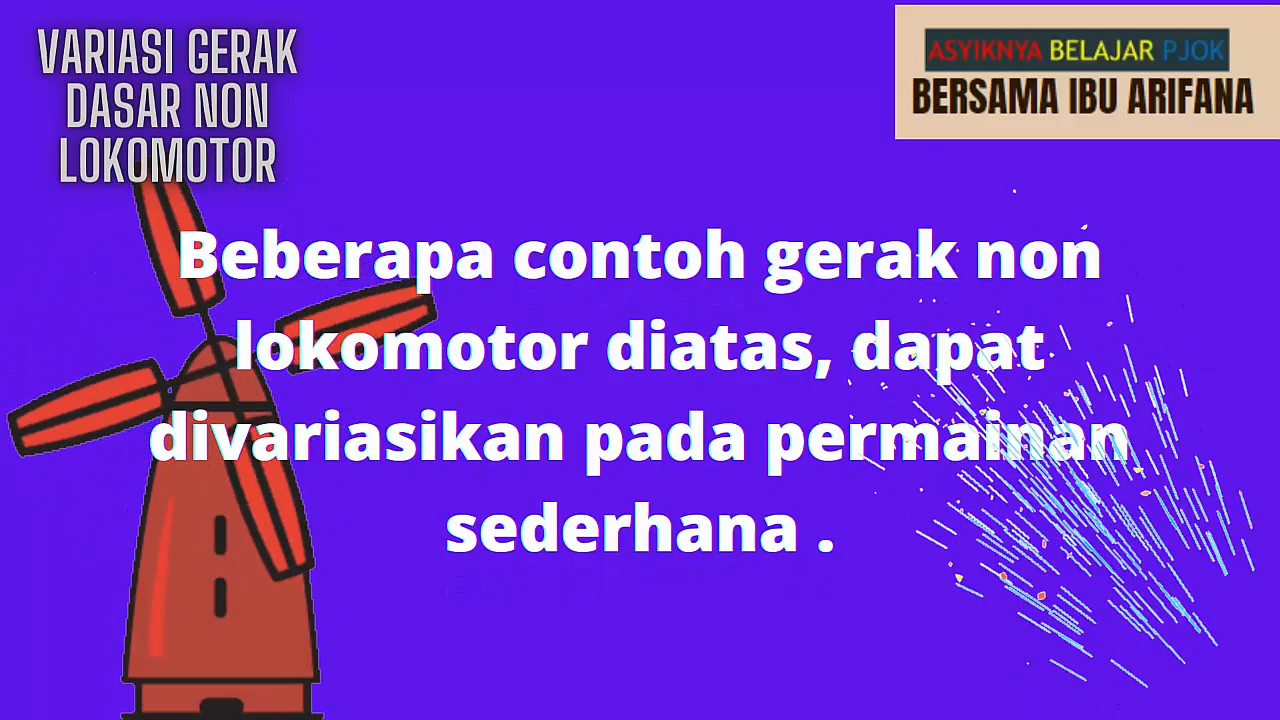 VARIASI GERAK
DASAR NON
LOKOMOTOR
ASYIKNYA BELAJAR PJOK
BERSAMA IBU ARIFANA
Beberapa contoh gerak non
lokomotor diatas, dapat
divariasikan pada permainan
sederhana .